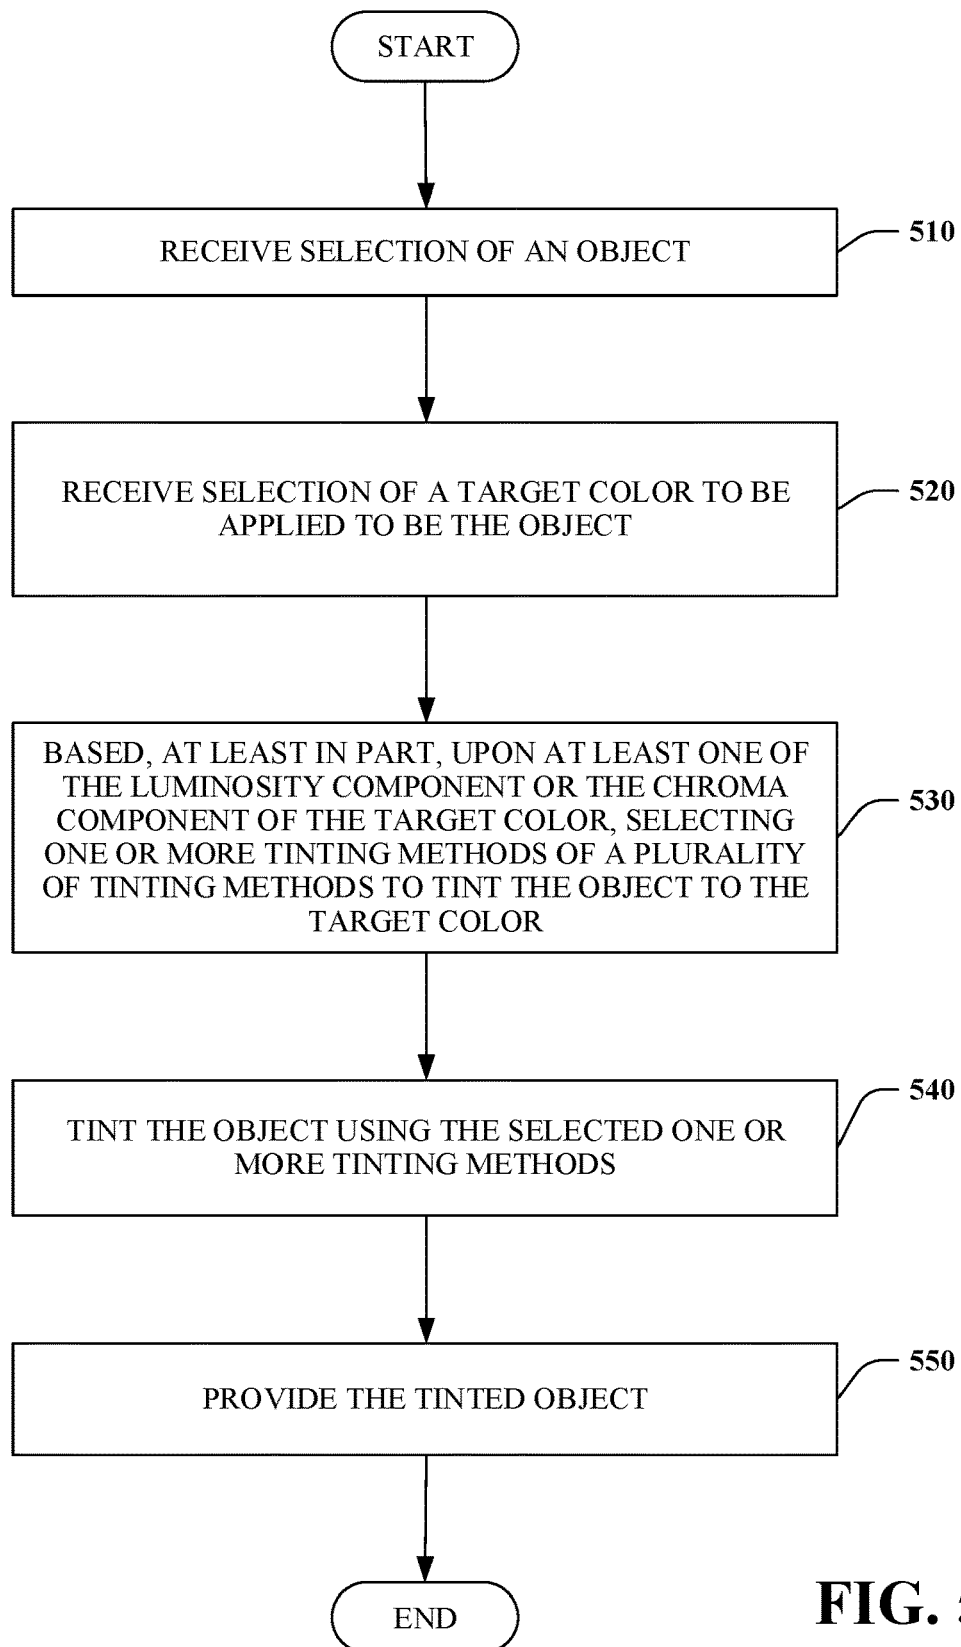 START
RECEIVE SELECTION OF AN OBJECT
510
RECEIVE SELECTION OF A TARGET COLOR TO BE
APPLIED TO BE THE OBJECT
520
BASED, AT LEAST IN PART, UPON AT LEAST ONE OF
THE LUMINOSITY COMPONENT OR THE CHROMA
COMPONENT OF THE TARGET COLOR, SELECTING
ONE OR MORE TINTING METHODS OF A PLURALITY
OF TINTING METHODS TO TINT THE OBJECT TO THE
TARGET COLOR
530
TINT THE OBJECT USING THE SELECTED ONE OR
MORE TINTING METHODS
540
PROVIDE THE TINTED OBJECT
550
END
FIG. 5